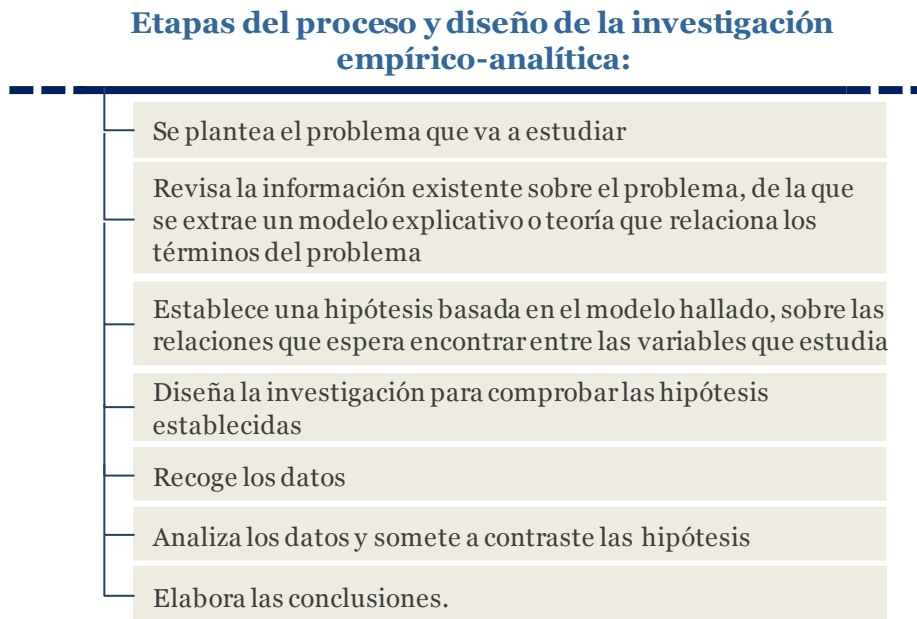 Etapas del proceso y diseño de la investigación
empírico-analítica:
Se plantea el problema que va a estudiar
Revisa la información existente sobre el problema, de la que
se extrae un modelo explicativo o teoría que relaciona los
términos del problema
Establece una hipótesis basada en el modelo hallado, sobre las
relaciones que espera encontrar entre las variables que estudia
Diseña la investigación para comprobar las hipótesis
establecidas
Recoge los datos
Analiza los datos y somete a contraste las hipótesis
Elabora las conclusiones.